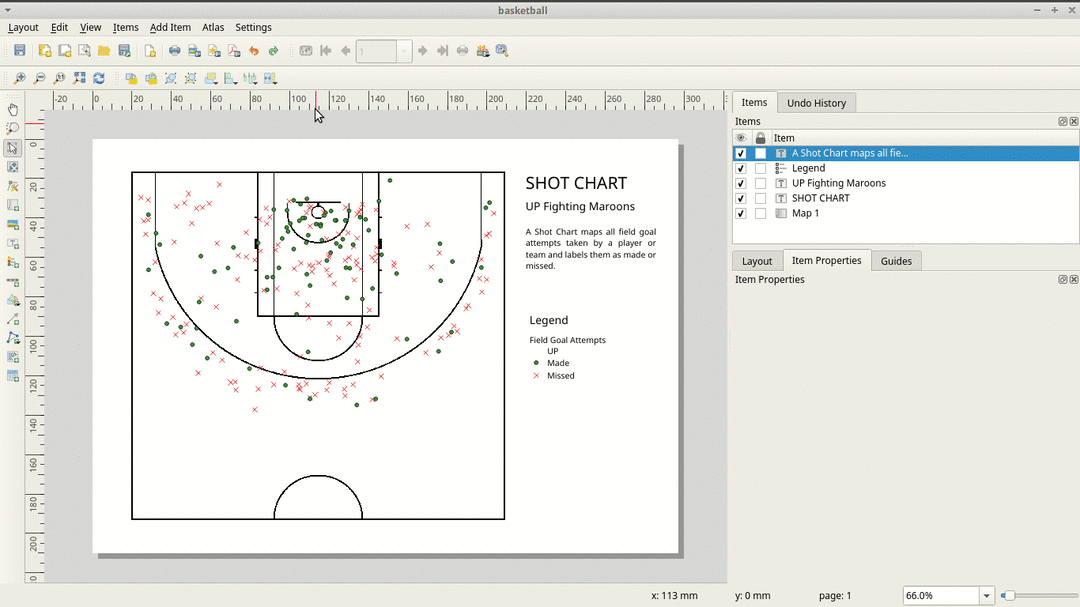 basketball
Layout Edit View Items Add Item Atlas Settings
1
-20 0 20 40 60 80 100 120 140 160 180 200 220 240 260 280 300
Items Undo History
Items
Item
A Shot Chart maps all fie...
Legend
UP Fighting Maroons
SHOT CHART
Map 1
Layout Item Properties Guides
Item Properties
0
20
40
60
80
100
120
140
160
180
200
0
SHOT CHART
UP Fighting Maroons
A Shot Chart maps all field goal
attempts taken by a player or
team and labels them as made or
missed.
Legend
Field Goal Attempts
UP
Made
Missed
x: 113 mm y: 0 mm page: 1 66.0%